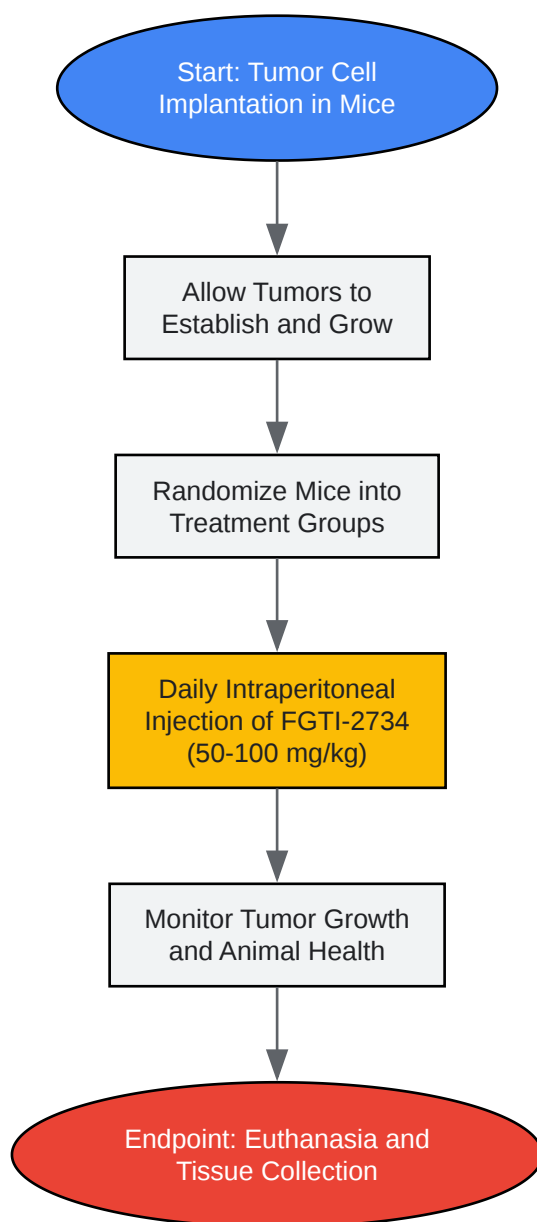 Start: Tumor Cell
Implantation in Mice
Allow Tumors to
Establish and Grow
Randomize Mice into
Treatment Groups
Daily Intraperitoneal
Injection of FGTI-2734
(50-100 mg/kg)
Monitor Tumor Growth
and Animal Health
Endpoint: Euthanasia and
Tissue Collection